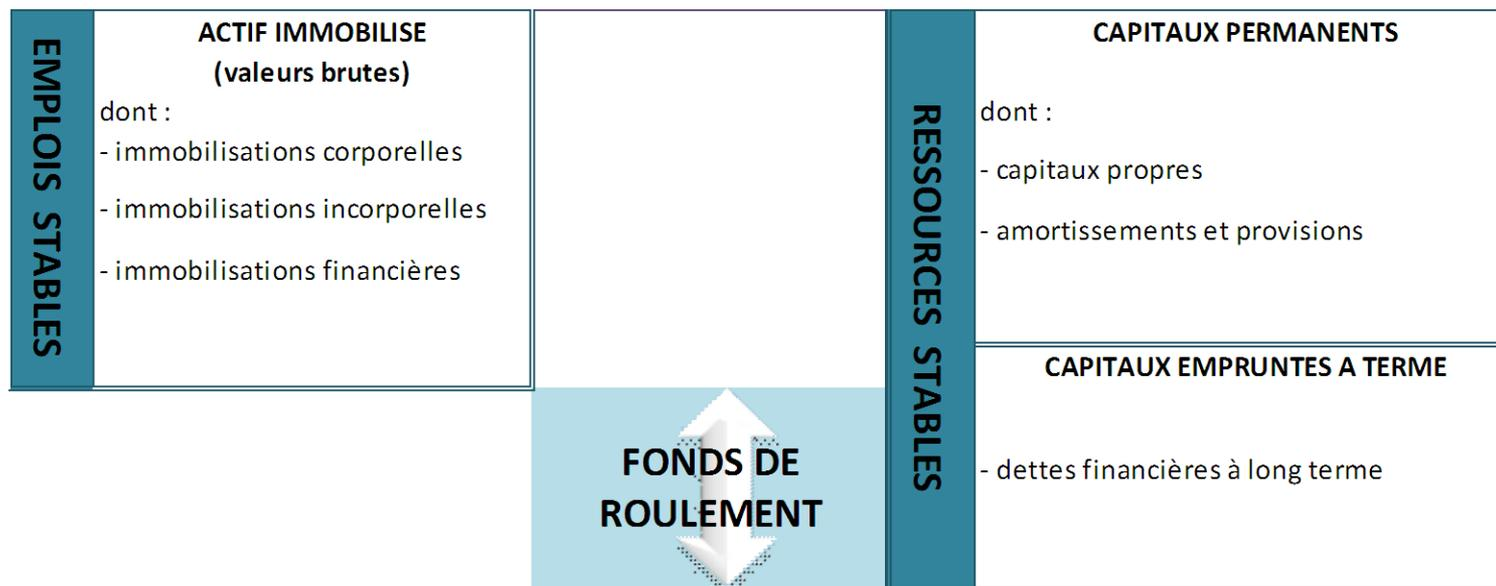 EMPLOIS STABLES
ACTIF IMMOBILISE
(valeurs brutes)
dont :
- immobilisations corporelles
- immobilisations incorporelles
- immobilisations financières
FONDS DE
ROULEMENT
RESSOURCES STABLES
CAPITAUX PERMANENTS
dont :
- capitaux propres
- amortissements et provisions
CAPITAUX EMPRUNTES A TERME
- dettes financières à long terme